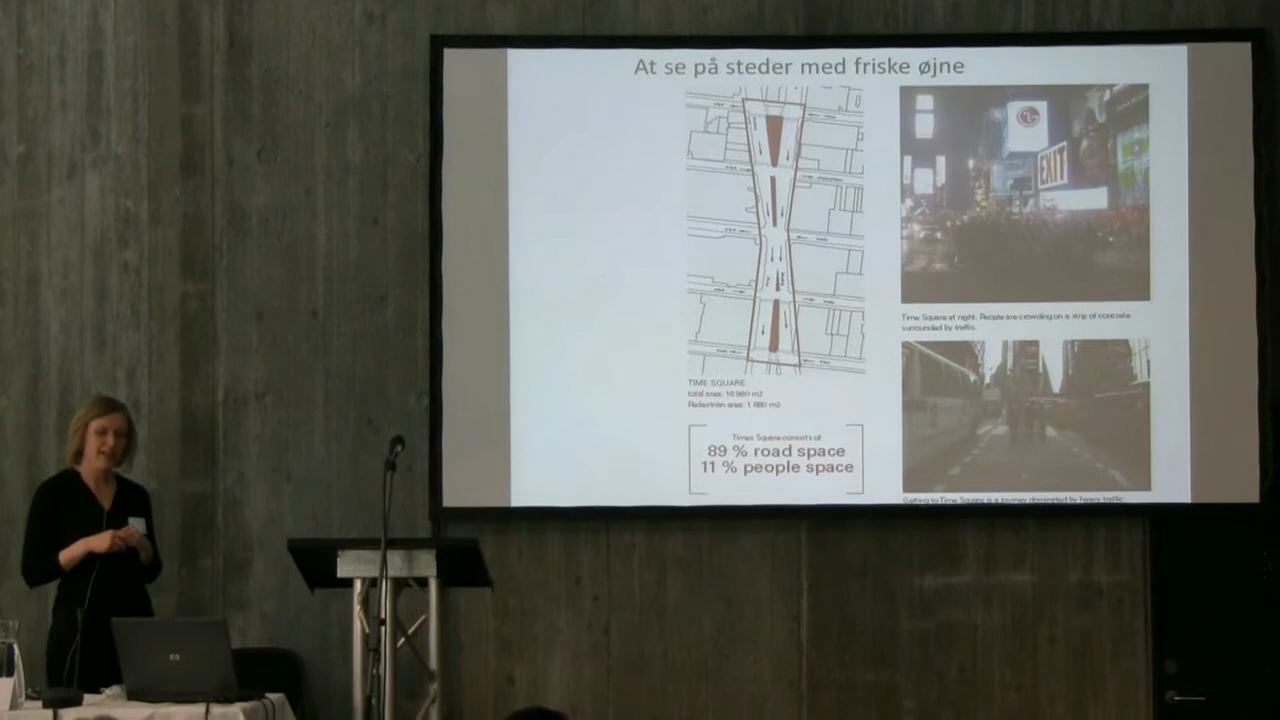 At se på steder med friske øjne
TIME SQUARE
total area: 16 960 m2
Pedestrian area: 1 880 m2
Times Square consists of
89 % road space
11 % people space
LG
EXIT
Time Square at night. People are crowding on a strip of concrete
surrounded by traffic.
Getting to Time Square is a journey dominated by heavy traffic.
hp